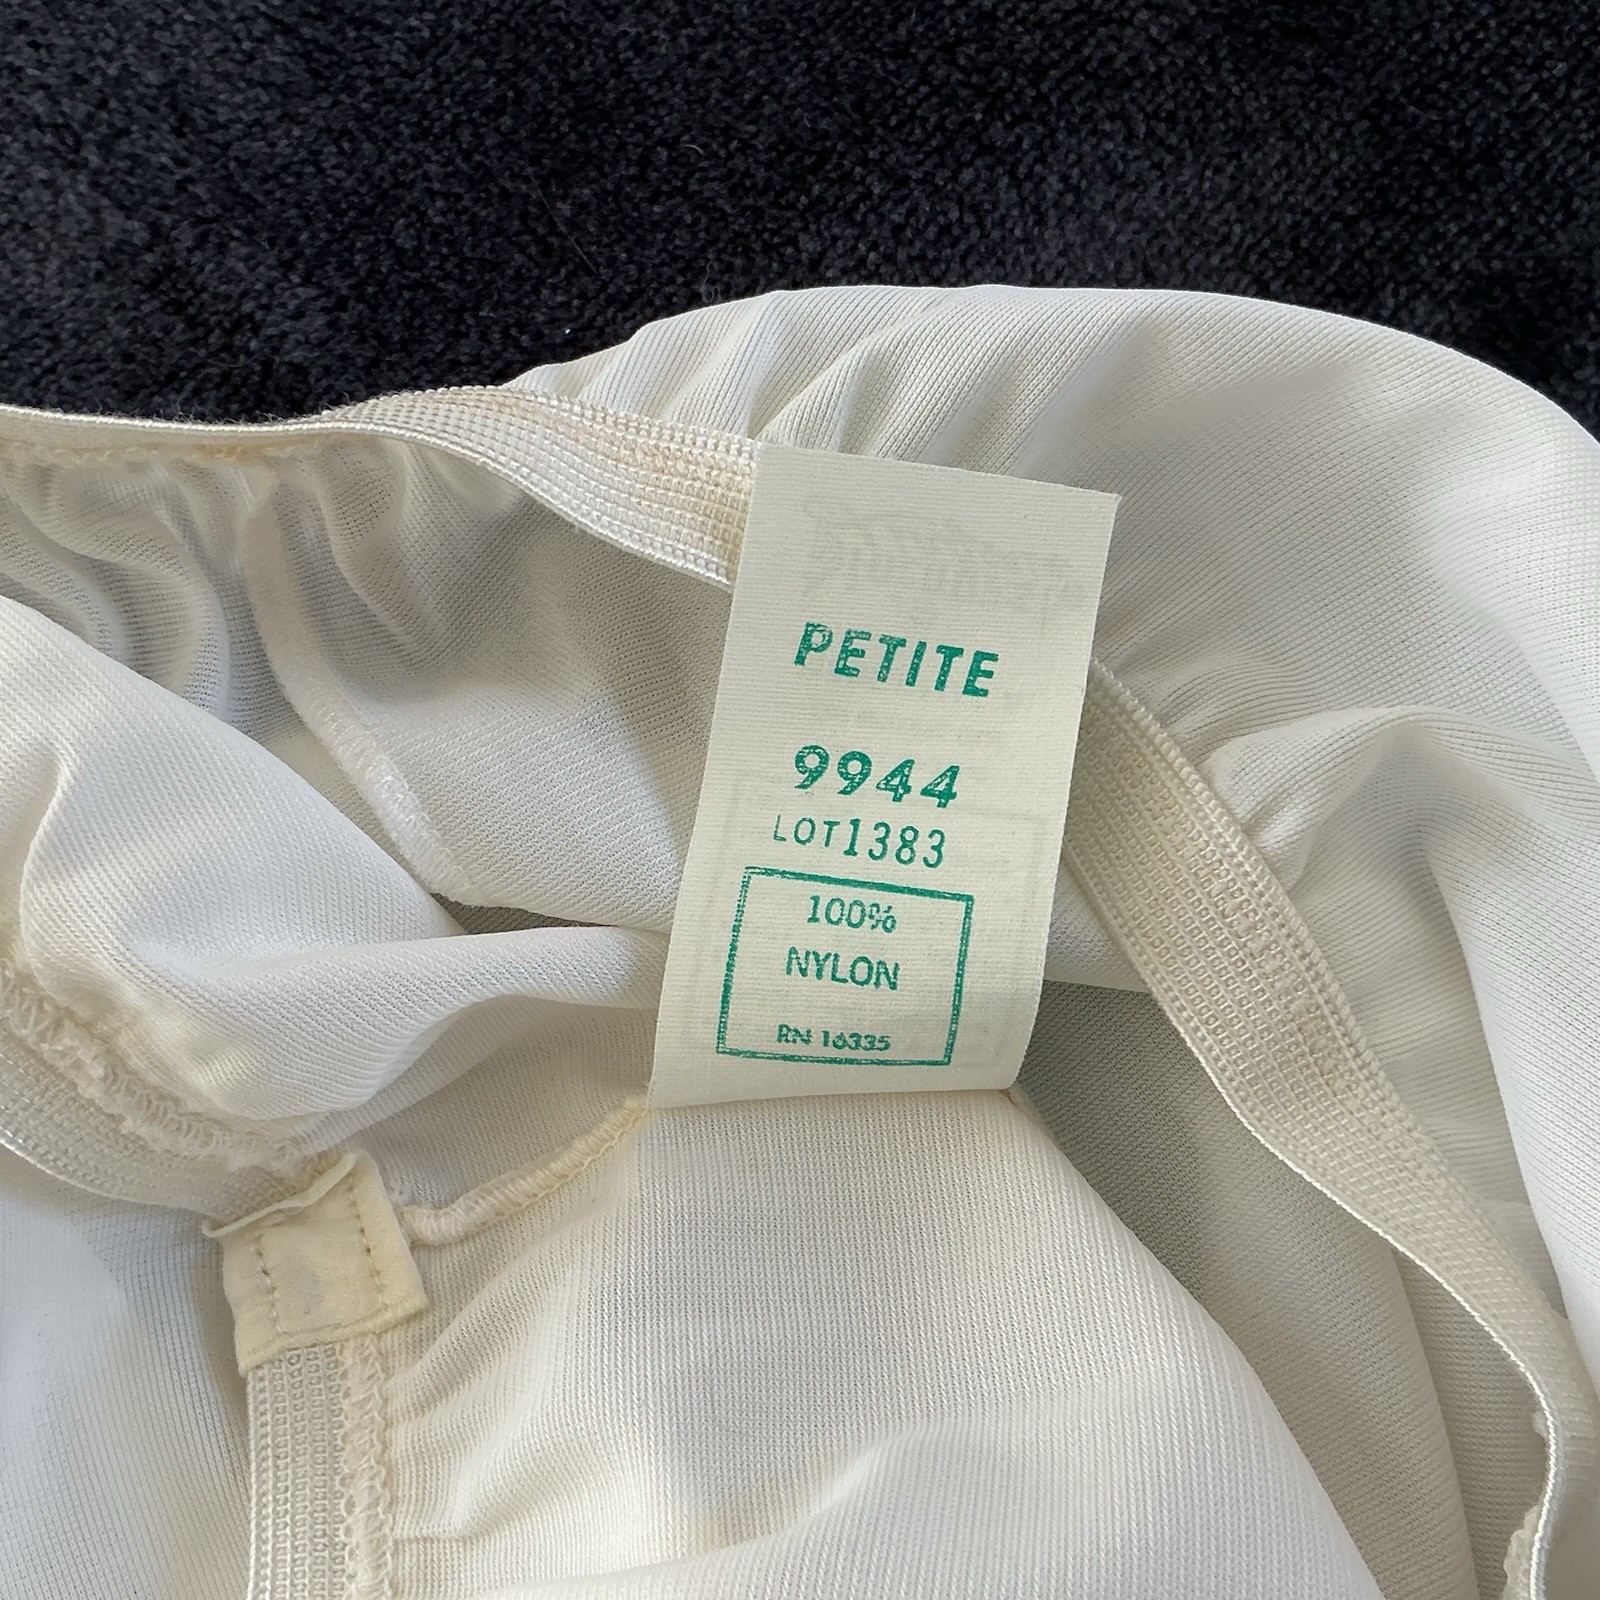 PETITE
9944
LOT1383
100%
NYLON
RN 16335